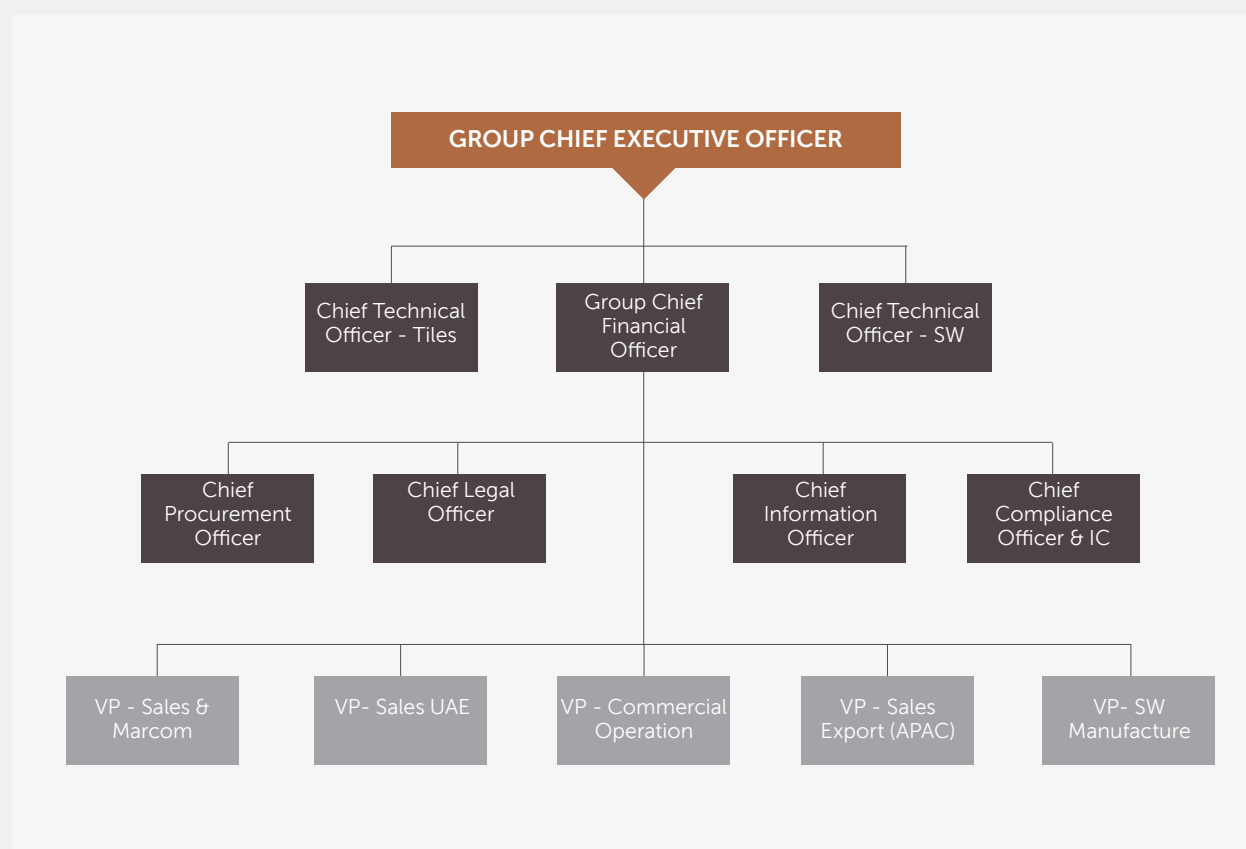 GROUP CHIEF EXECUTIVE OFFICER
Chief Technical
Officer - Tiles
Group Chief
Financial
Officer
Chief Technical
Officer - SW
Chief
Procurement
Officer
Chief Legal
Officer
Chief
Information
Officer
Chief
Compliance
Officer & IC
VP - Sales &
Marcom
VP- Sales UAE
VP - Commercial
Operation
VP - Sales
Export (APAC)
VP- SW
Manufacture